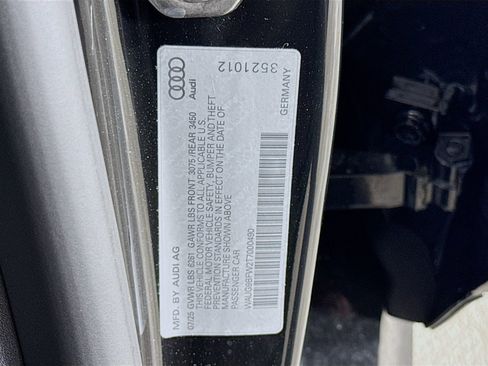 MFD. BY AUDI AG
07/25 GVWR LBS 6261 GAWR LBS FRONT 3075 /REAR 3450
THIS VEHICLE CONFORMS TO ALL APPLICABLE U.S.
FEDERAL MOTOR VEHICLE SAFETY, BUMPER AND THEFT
PREVENTION STANDARDS IN EFFECT ON THE DATE OF
MANUFACTURE SHOWN ABOVE
PASSENGER CAR
Audi
3521012
GERMANY